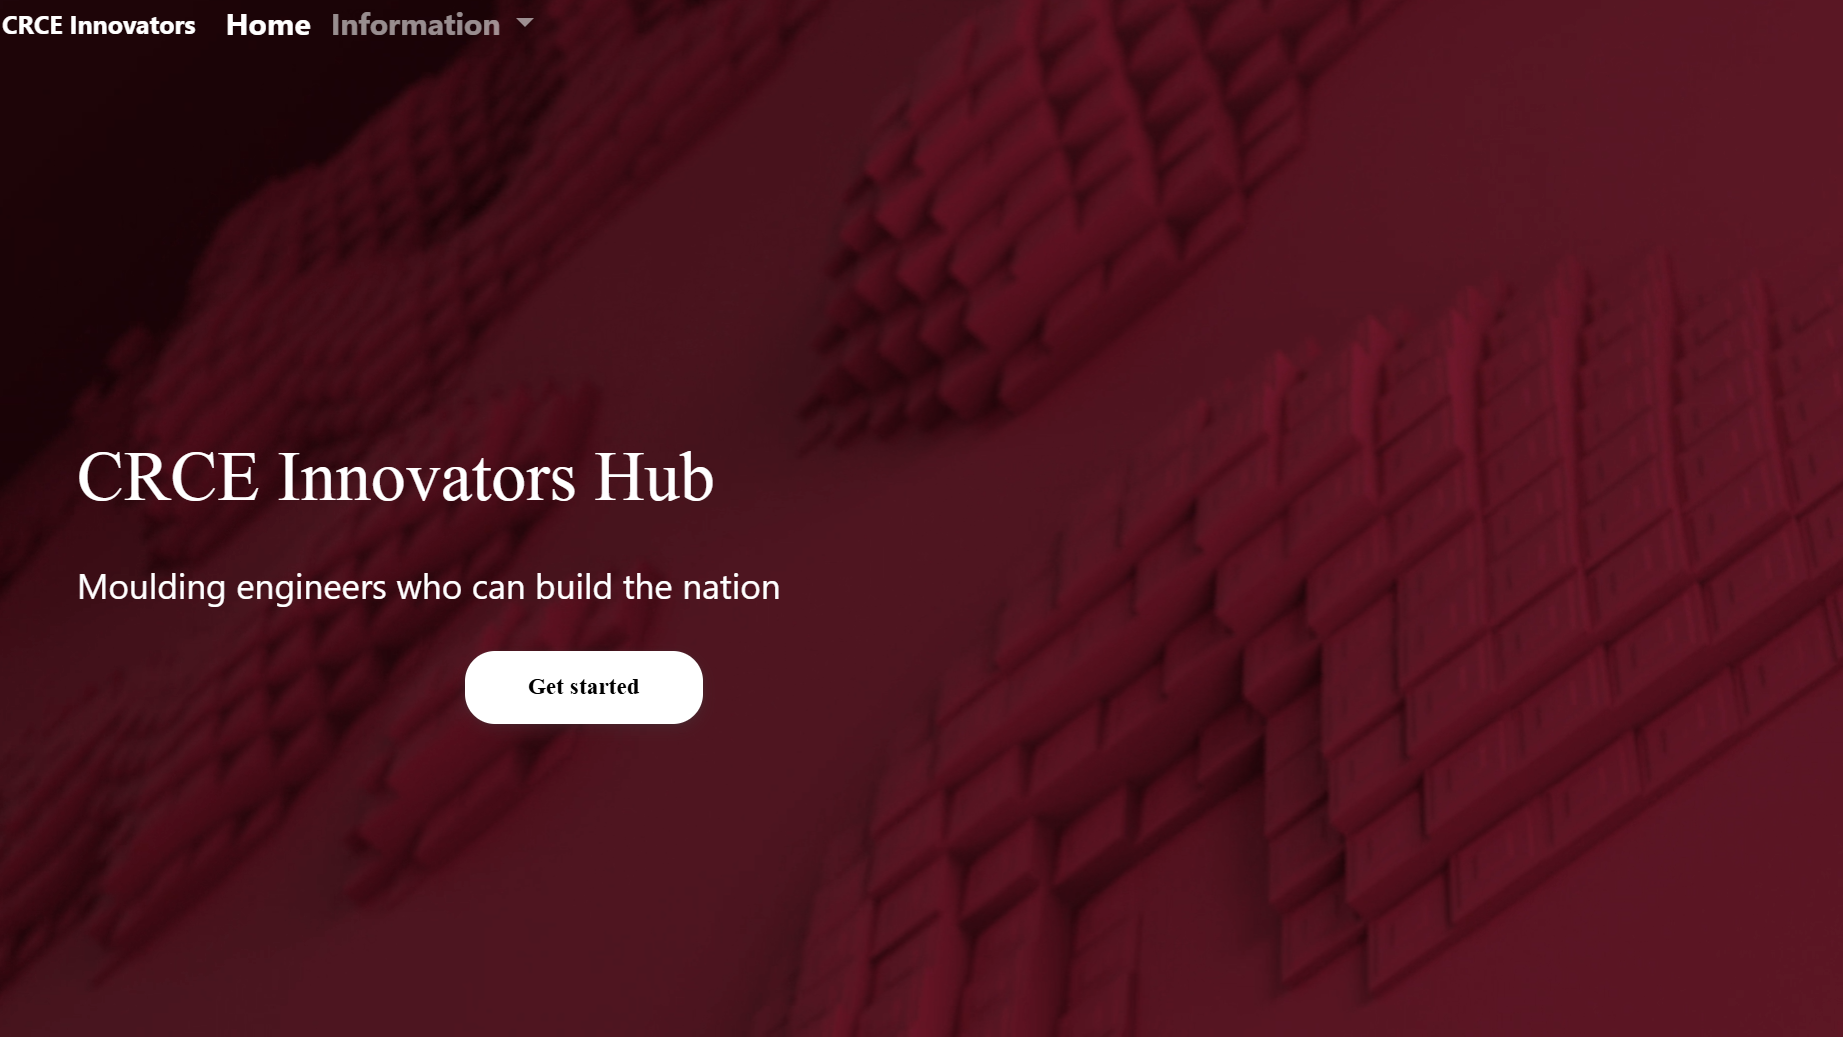 CRCE Innovators Home Information
CRCE Innovators Hub
Moulding engineers who can build the nation
Get started